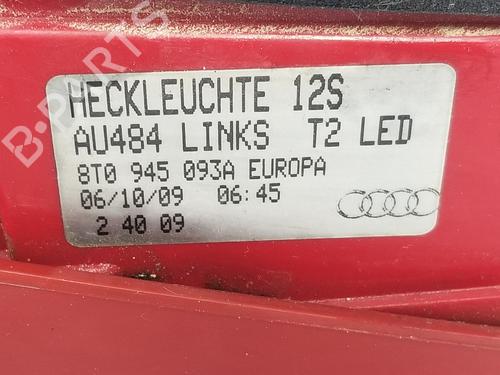 B-PARTS
HECKLEUCHTE 12S
AU484 LINKS T2 LED
8T0 945 093A EUROPA
06/10/09 06:45
2 40 09